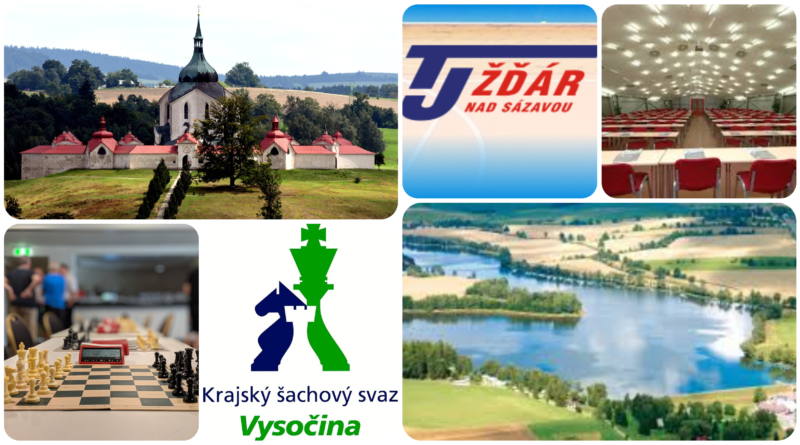 TJ ŽĎÁR
NAD SÁZAVOU
Krajský šachový svaz
Vysočina